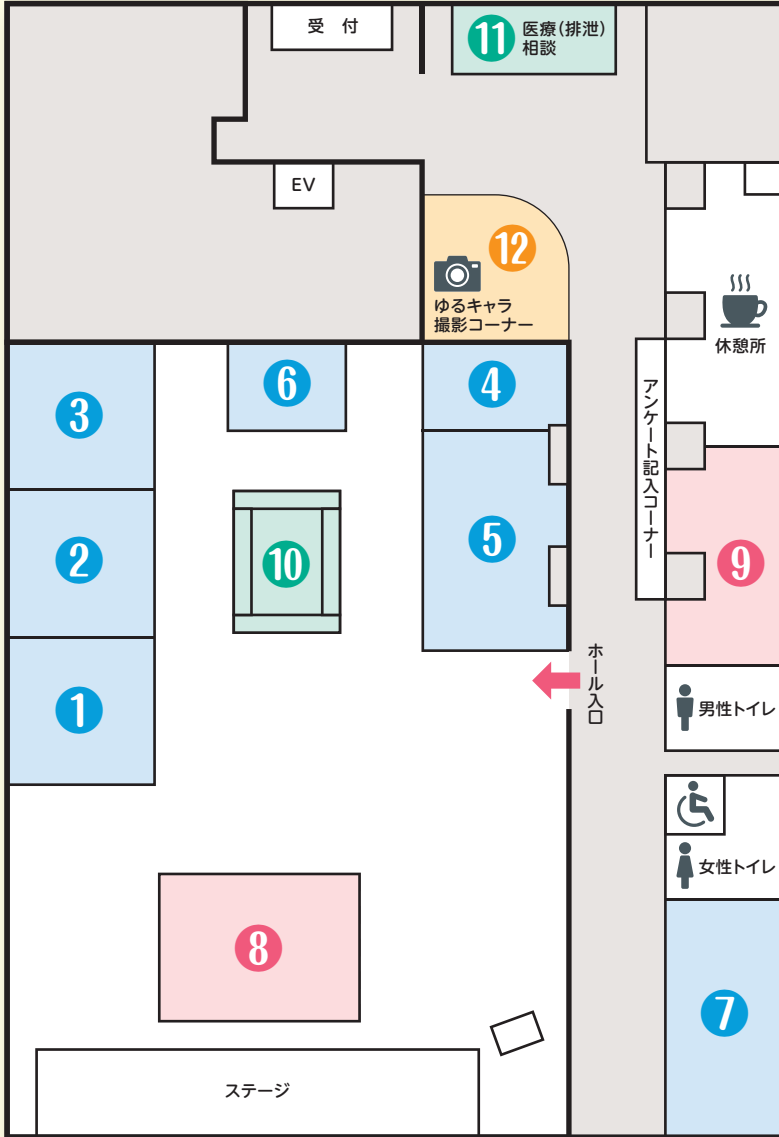 受 付
11
医療(排泄)
相談
EV
12
ゆるキャラ
撮影コーナー
休憩所
3
6
4
アンケート記入コーナー
2
10
5
9
1
ホール入口
男性トイレ
女性トイレ
8
7
ステージ